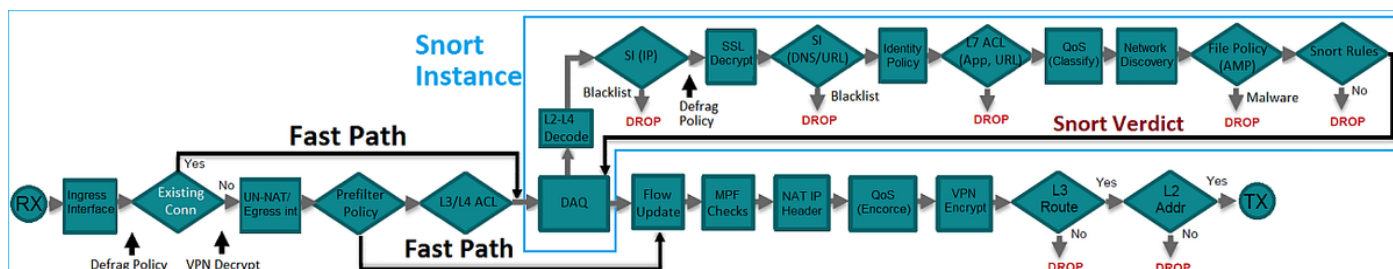 Snort
Instance
SI (IP)
SSL
Decrypt
SI
(DNS/URL)
Identity
Policy
L7 ACL
(App, URL)
QoS
(Classify)
Network
Discovery
File Policy
(AMP)
Snort Rules
Blacklist
DROP
Defrag
Policy
Blacklist
DROP
DROP
Malware
DROP
No
DROP
L2-L4
Decode
Snort Verdict
Fast Path
Yes
RX
Ingress
Interface
Existing
Conn
No
UN-NAT/
Egress int
Prefilter
Policy
L3/L4 ACL
DAQ
Flow
Update
MPF
Checks
NAT IP
Header
QoS
(Encorce)
VPN
Encrypt
L3
Route
Yes
L2
Addr
Yes
TX
Defrag Policy
VPN Decrypt
Fast Path
No
DROP
No
DROP